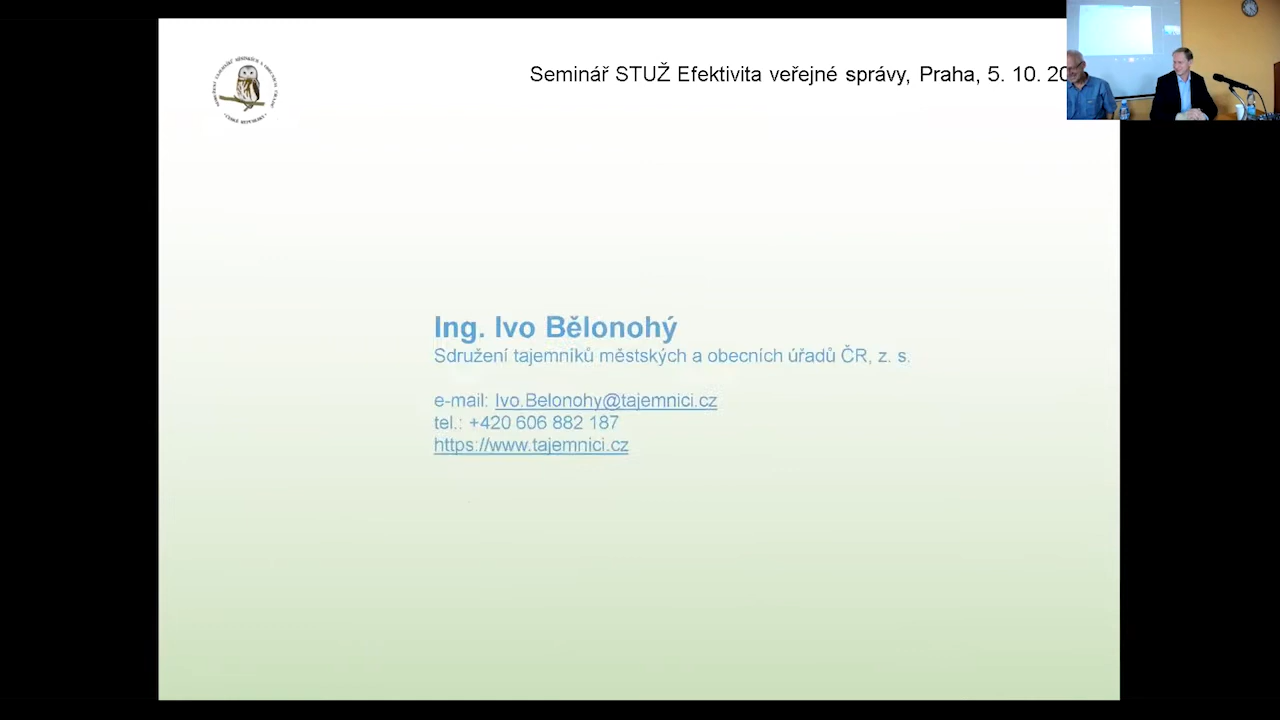 Seminář STUŽ Efektivita veřejné správy, Praha, 5. 10. 20
Ing. Ivo Bělonohý
Sdružení tajemníků městských a obecních úřadů ČR, z. s.
e-mail: Ivo.Belonohy@tajemnici.cz
tel.: +420 606 882 187
https://www.tajemnici.cz